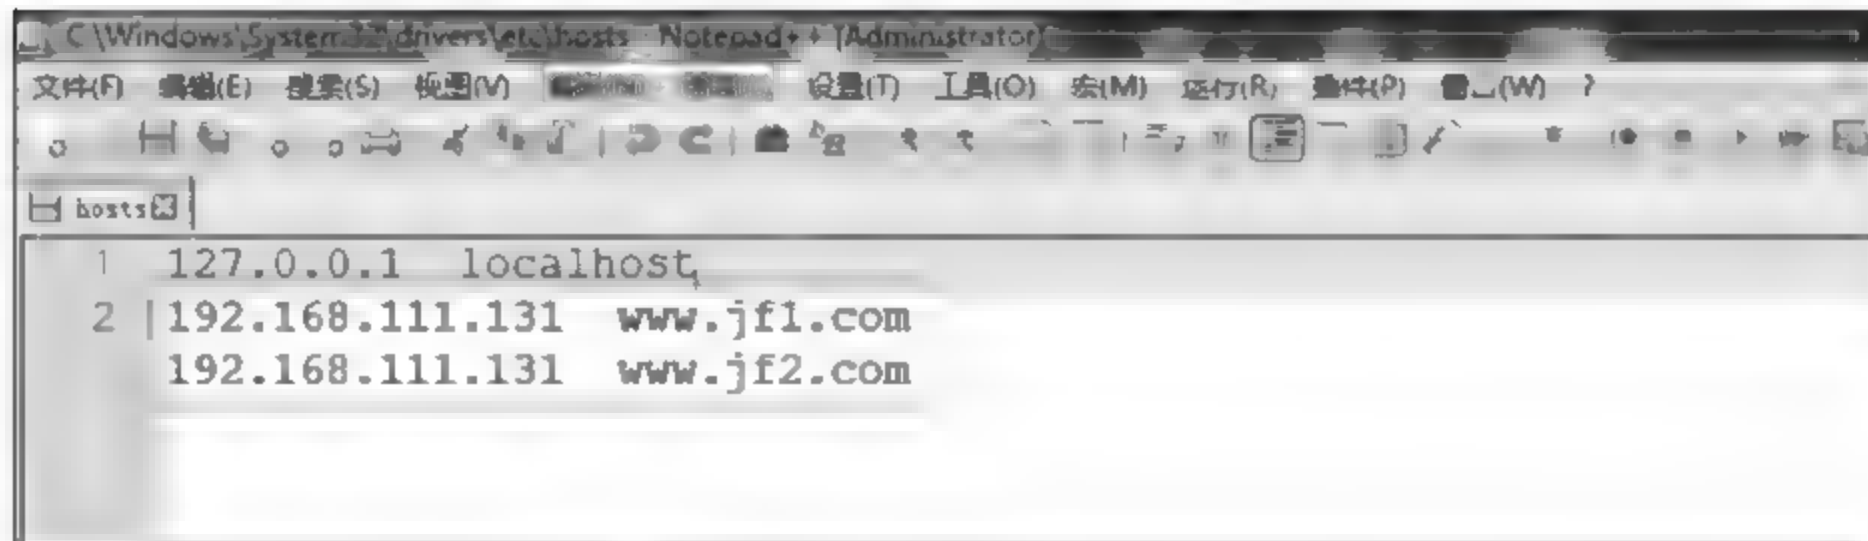 C:\Windows\System32\drivers\etc\hosts - Notepad++ [Administrator]
文件(F) 编辑(E) 搜索(S) 视图(V) 设置(T) 工具(O) 宏(M) 运行(R) 插件(P) 窗口(W) ?
hosts
1 127.0.0.1 localhost
2 192.168.111.131 www.jf1.com
192.168.111.131 www.jf2.com